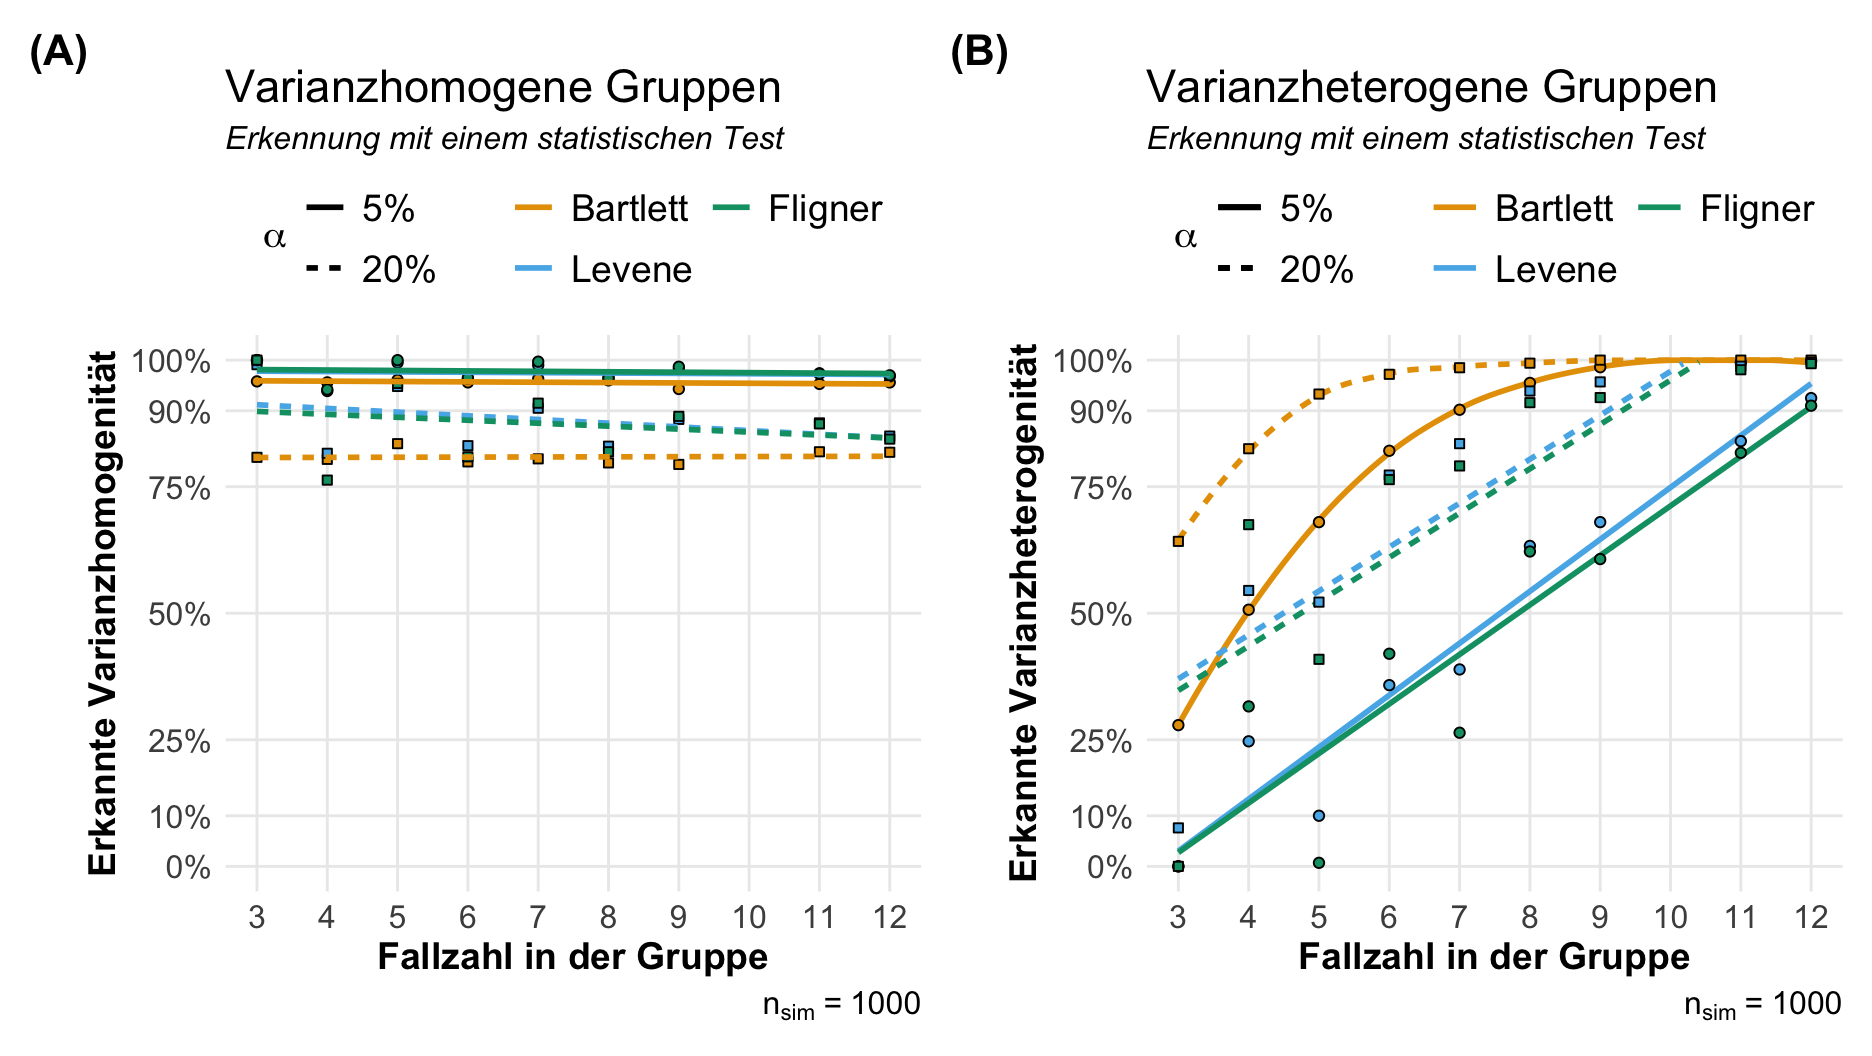 (A)
Varianzhomogene Gruppen
Erkennung mit einem statistischen Test
α
5%
20%
Bartlett
Levene
Fligner
Erkannte Varianzhomogenität
100%
90%
75%
50%
25%
10%
0%
3 4 5 6 7 8 9 10 11 12
Fallzahl in der Gruppe
nsim = 1000
(B)
Varianzheterogene Gruppen
Erkennung mit einem statistischen Test
α
5%
20%
Bartlett
Levene
Fligner
Erkannte Varianzheterogenität
100%
90%
75%
50%
25%
10%
0%
3 4 5 6 7 8 9 10 11 12
Fallzahl in der Gruppe
nsim = 1000